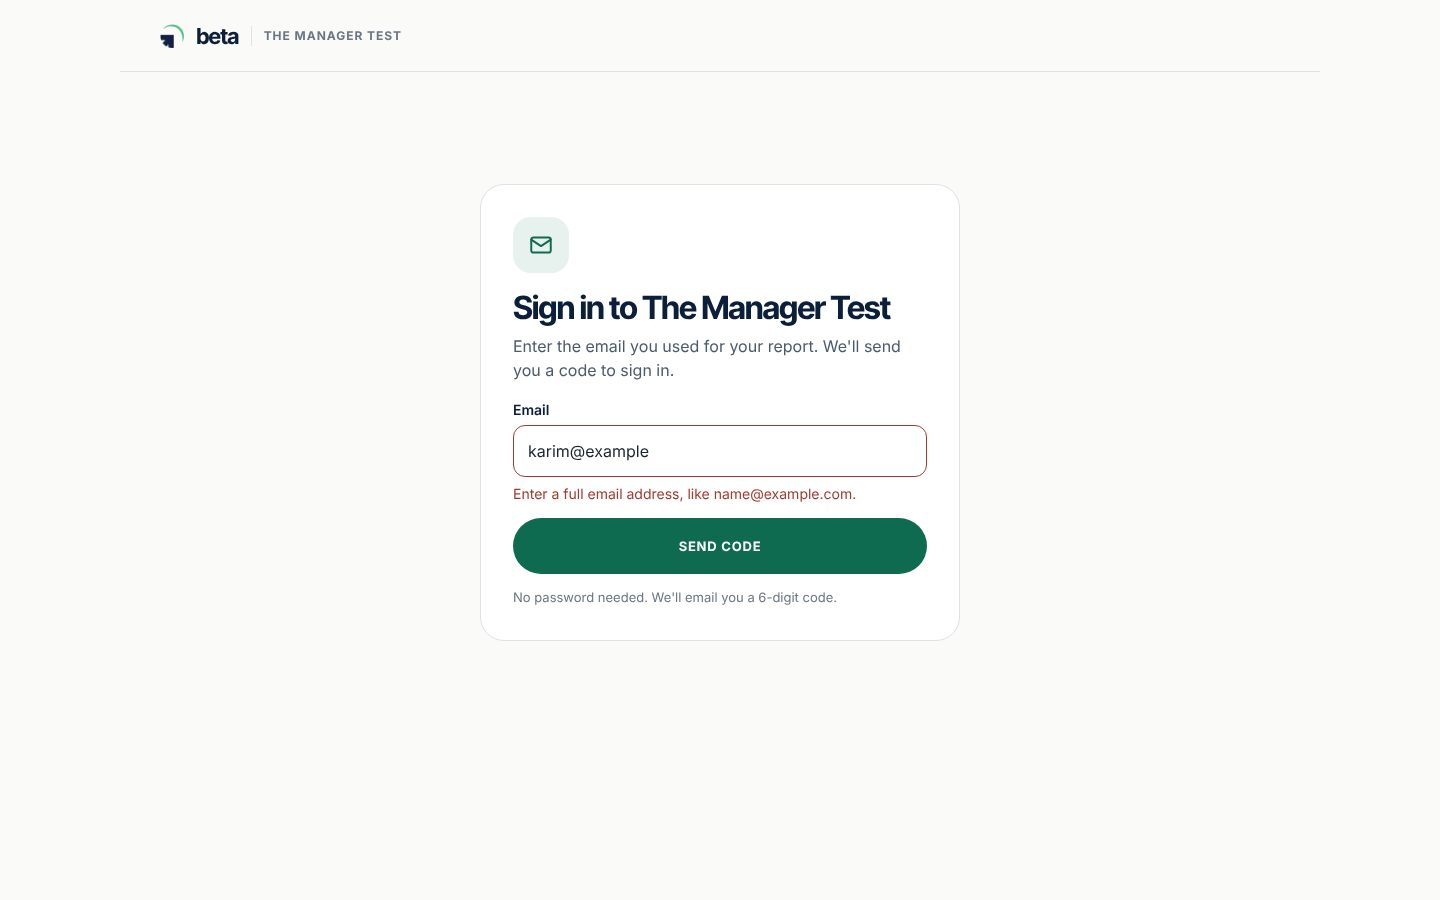 beta
THE MANAGER TEST
Sign in to The Manager Test
Enter the email you used for your report. We'll send
you a code to sign in.
Email
karim@example
Enter a full email address, like name@example.com.
SEND CODE
No password needed. We'll email you a 6-digit code.